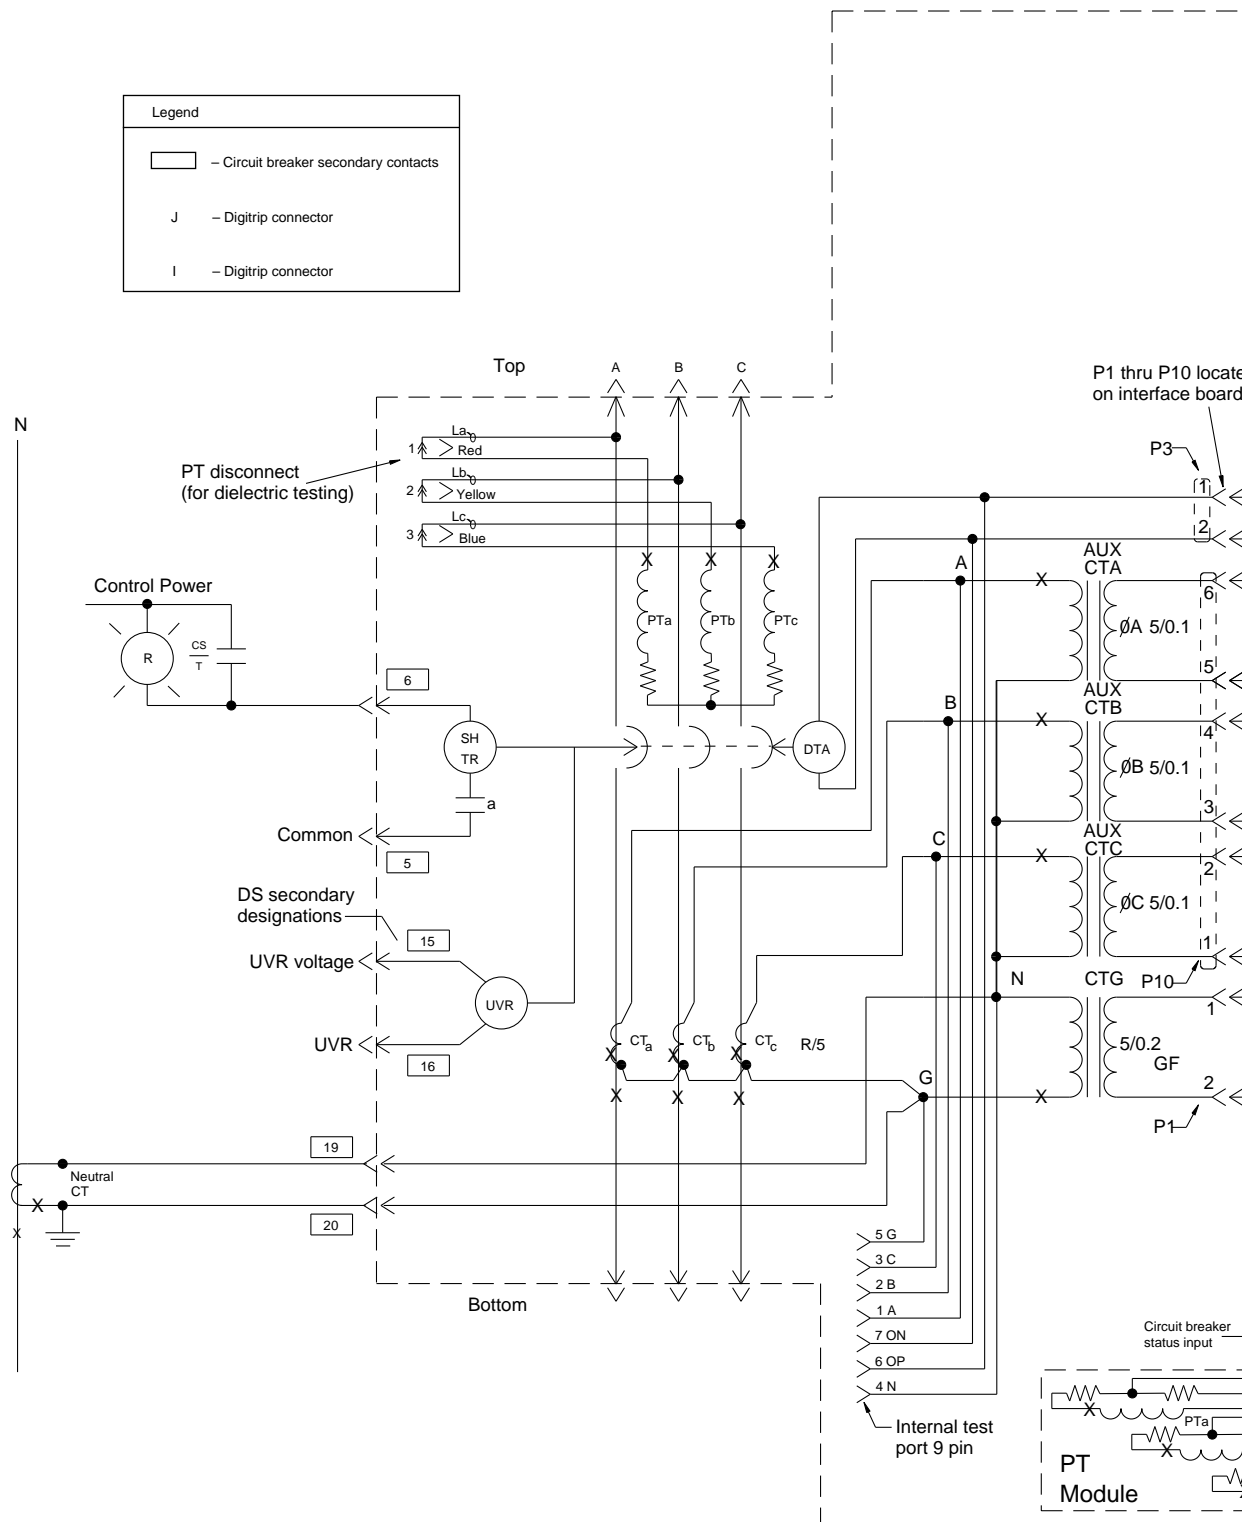 Legend
– Circuit breaker secondary contacts
J – Digitrip connector
I – Digitrip connector
Top
A
B
C
P1 thru P10 locate
on interface board
N
P3
La
1
Red
PT disconnect
(for dielectric testing)
Lb
2
Yellow
Lc
3
Blue
1
2
AUX
CTA
A
X
X
X
X
6
Control Power
PTa
PTb
PTc
ØA 5/0.1
R
CS
T
5
6
AUX
CTB
B
X
4
SH
TR
DTA
ØB 5/0.1
a
3
Common
AUX
CTC
C
X
5
2
DS secondary
designations
ØC 5/0.1
15
1
UVR voltage
N
CTG
P10
UVR
1
CTa
CTb
CTc
R/5
5/0.2
GF
UVR
X
X
X
16
G
2
X
X
X
X
P1
19
Neutral
CT
X
20
X
5 G
3 C
2 B
1 A
7 ON
6 OP
4 N
Bottom
Circuit breaker
status input
Internal test
port 9 pin
X
PTa
X
PT
Module